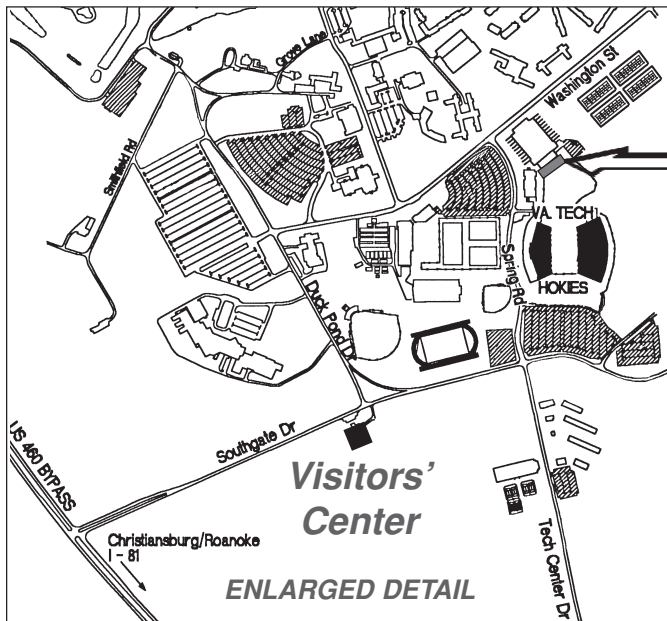 Grove Lane
Washington St
Smithfield Rd
VA. TECH
Spring Rd
HOKIES
Duck Pond Dr
Southgate Dr
US 460 BYPASS
Visitors'
Center
Christiansburg/Roanoke
I - 81
Tech Center Dr
ENLARGED DETAIL